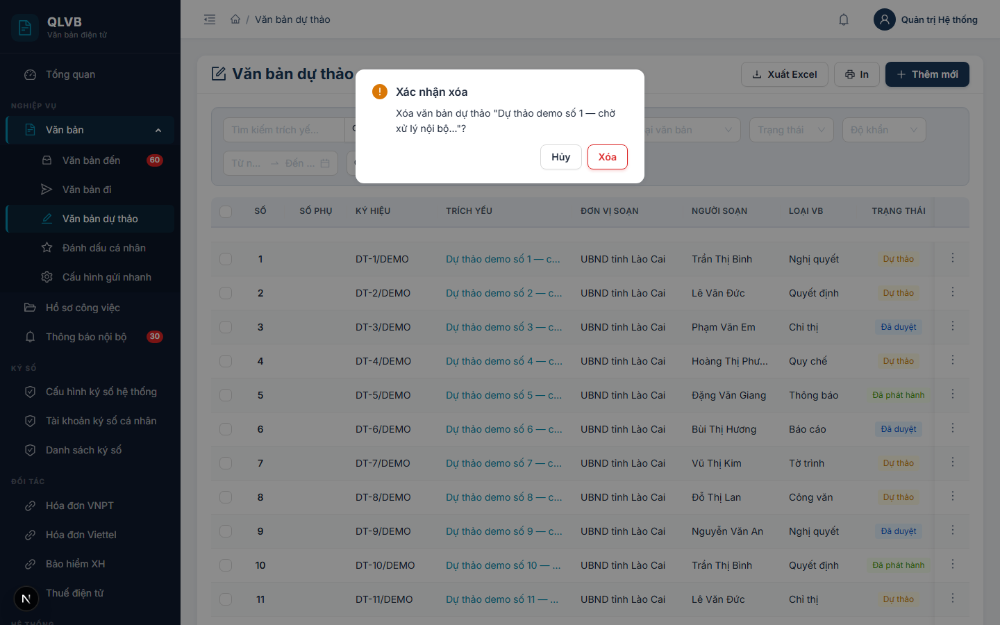 QLVB
Văn bản điện tử
Tổng quan
NGHIỆP VỤ
Văn bản
Văn bản đến 60
Văn bản đi
Văn bản dự thảo
Đánh dấu cá nhân
Cấu hình gửi nhanh
Hồ sơ công việc
Thông báo nội bộ 30
KÝ SỐ
Cấu hình ký số hệ thống
Tài khoản ký số cá nhân
Danh sách ký số
ĐỐI TÁC
Hóa đơn VNPT
Hóa đơn Viettel
Bảo hiểm XH
Thuế điện tử
HỆ THỐNG
/ Văn bản dự thảo
Quản trị Hệ thống
Văn bản dự thảo
Xuất Excel
In
Thêm mới
Tìm kiếm trích yế...
văn bản
Trạng thái
Độ khẩn
Từ n... → Đến ...
Xác nhận xóa
Xóa văn bản dự thảo "Dự thảo demo số 1 — chờ
xử lý nội bộ..."?
Hủy
Xóa
SỐ SỐ PHỤ KÝ HIỆU TRÍCH YẾU ĐƠN VỊ SOẠN NGƯỜI SOẠN LOẠI VB TRẠNG THÁI
1 DT-1/DEMO Dự thảo demo số 1 — c... UBND tỉnh Lào Cai Trần Thị Bình Nghị quyết Dự thảo
2 DT-2/DEMO Dự thảo demo số 2 — c... UBND tỉnh Lào Cai Lê Văn Đức Quyết định Dự thảo
3 DT-3/DEMO Dự thảo demo số 3 — c... UBND tỉnh Lào Cai Phạm Văn Em Chỉ thị Đã duyệt
4 DT-4/DEMO Dự thảo demo số 4 — c... UBND tỉnh Lào Cai Hoàng Thị Phư... Quy chế Dự thảo
5 DT-5/DEMO Dự thảo demo số 5 — c... UBND tỉnh Lào Cai Đặng Văn Giang Thông báo Đã phát hành
6 DT-6/DEMO Dự thảo demo số 6 — c... UBND tỉnh Lào Cai Bùi Thị Hương Báo cáo Đã duyệt
7 DT-7/DEMO Dự thảo demo số 7 — c... UBND tỉnh Lào Cai Vũ Thị Kim Tờ trình Dự thảo
8 DT-8/DEMO Dự thảo demo số 8 — c... UBND tỉnh Lào Cai Đỗ Thị Lan Công văn Dự thảo
9 DT-9/DEMO Dự thảo demo số 9 — c... UBND tỉnh Lào Cai Nguyễn Văn An Nghị quyết Đã duyệt
10 DT-10/DEMO Dự thảo demo số 10 — ... UBND tỉnh Lào Cai Trần Thị Bình Quyết định Đã phát hành
11 DT-11/DEMO Dự thảo demo số 11 — ... UBND tỉnh Lào Cai Lê Văn Đức Chỉ thị Dự thảo